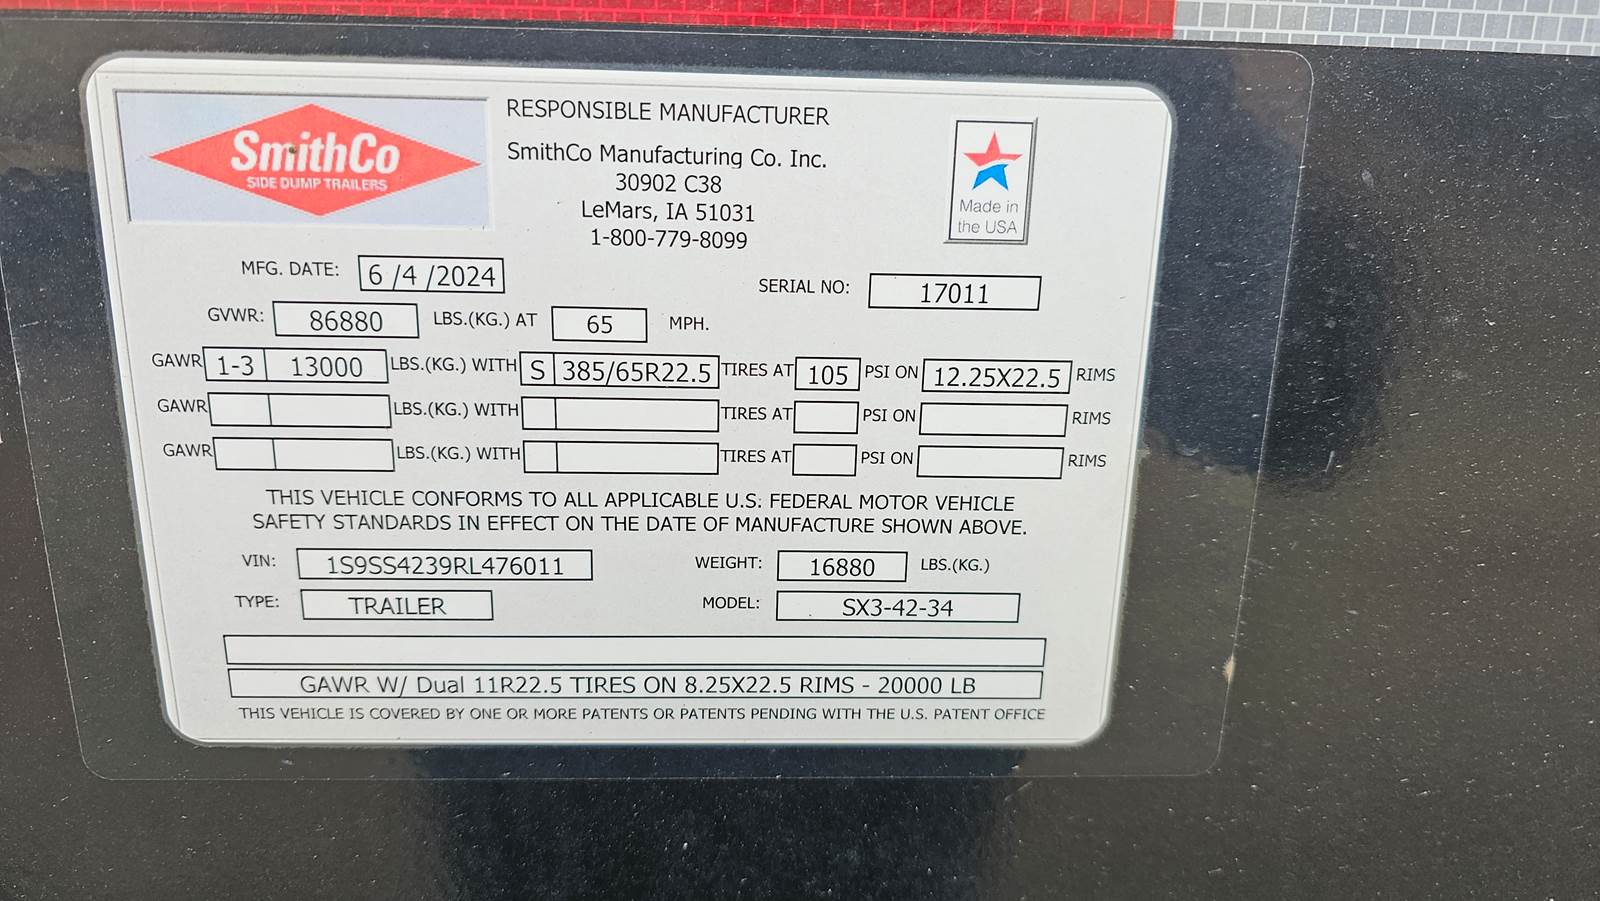 SmithCo
SIDE DUMP TRAILERS
RESPONSIBLE MANUFACTURER
SmithCo Manufacturing Co. Inc.
30902 C38
LeMars, IA 51031
1-800-779-8099
Made in
the USA
MFG. DATE: 6 /4 /2024
SERIAL NO: 17011
GVWR: 86880 LBS.(KG.) AT 65 MPH.
GAWR 1-3 13000 LBS.(KG.) WITH S 385/65R22.5 TIRES AT 105 PSI ON 12.25X22.5 RIMS
GAWR LBS.(KG.) WITH TIRES AT PSI ON RIMS
GAWR LBS.(KG.) WITH TIRES AT PSI ON RIMS
THIS VEHICLE CONFORMS TO ALL APPLICABLE U.S. FEDERAL MOTOR VEHICLE
SAFETY STANDARDS IN EFFECT ON THE DATE OF MANUFACTURE SHOWN ABOVE.
VIN: 1S9SS4239RL476011 WEIGHT: 16880 LBS.(KG.)
TYPE: TRAILER MODEL: SX3-42-34
GAWR W/ Dual 11R22.5 TIRES ON 8.25X22.5 RIMS - 20000 LB
THIS VEHICLE IS COVERED BY ONE OR MORE PATENTS OR PATENTS PENDING WITH THE U.S. PATENT OFFICE